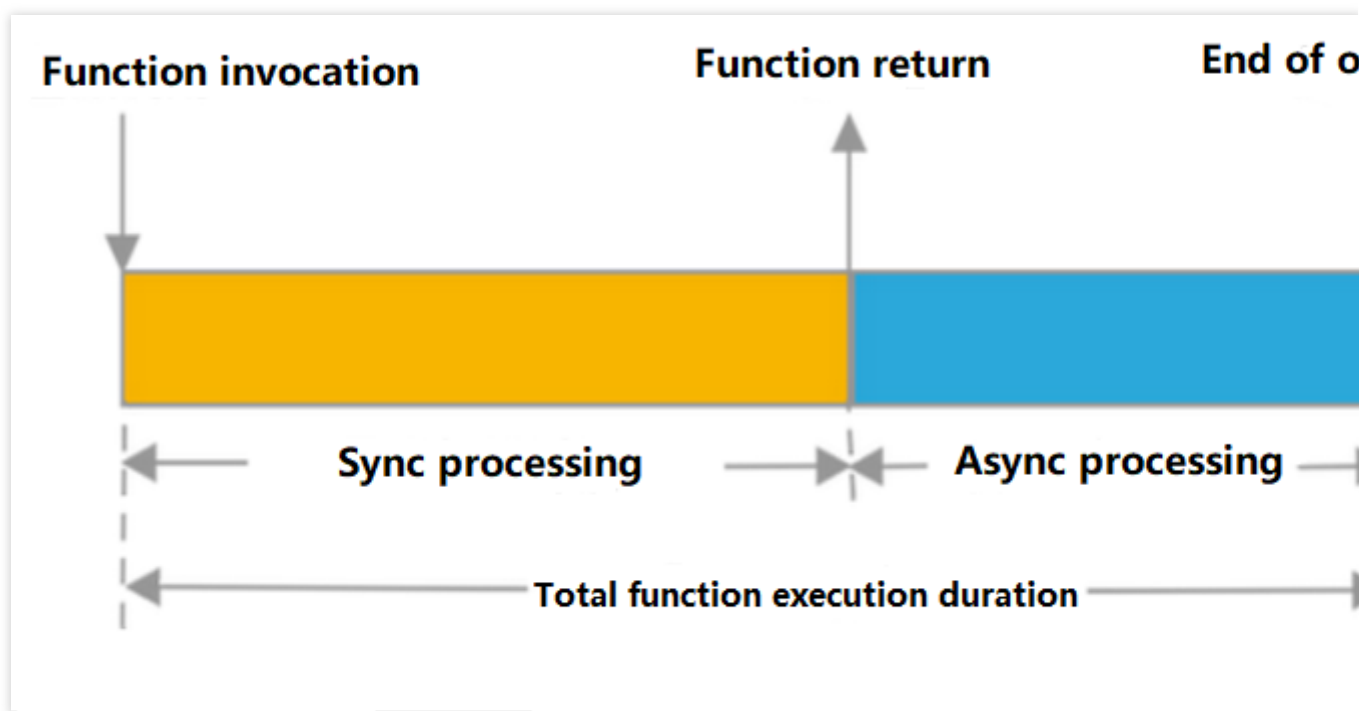 Function invocation
Function return
End of
Sync processing
Async processing
Total function execution duration